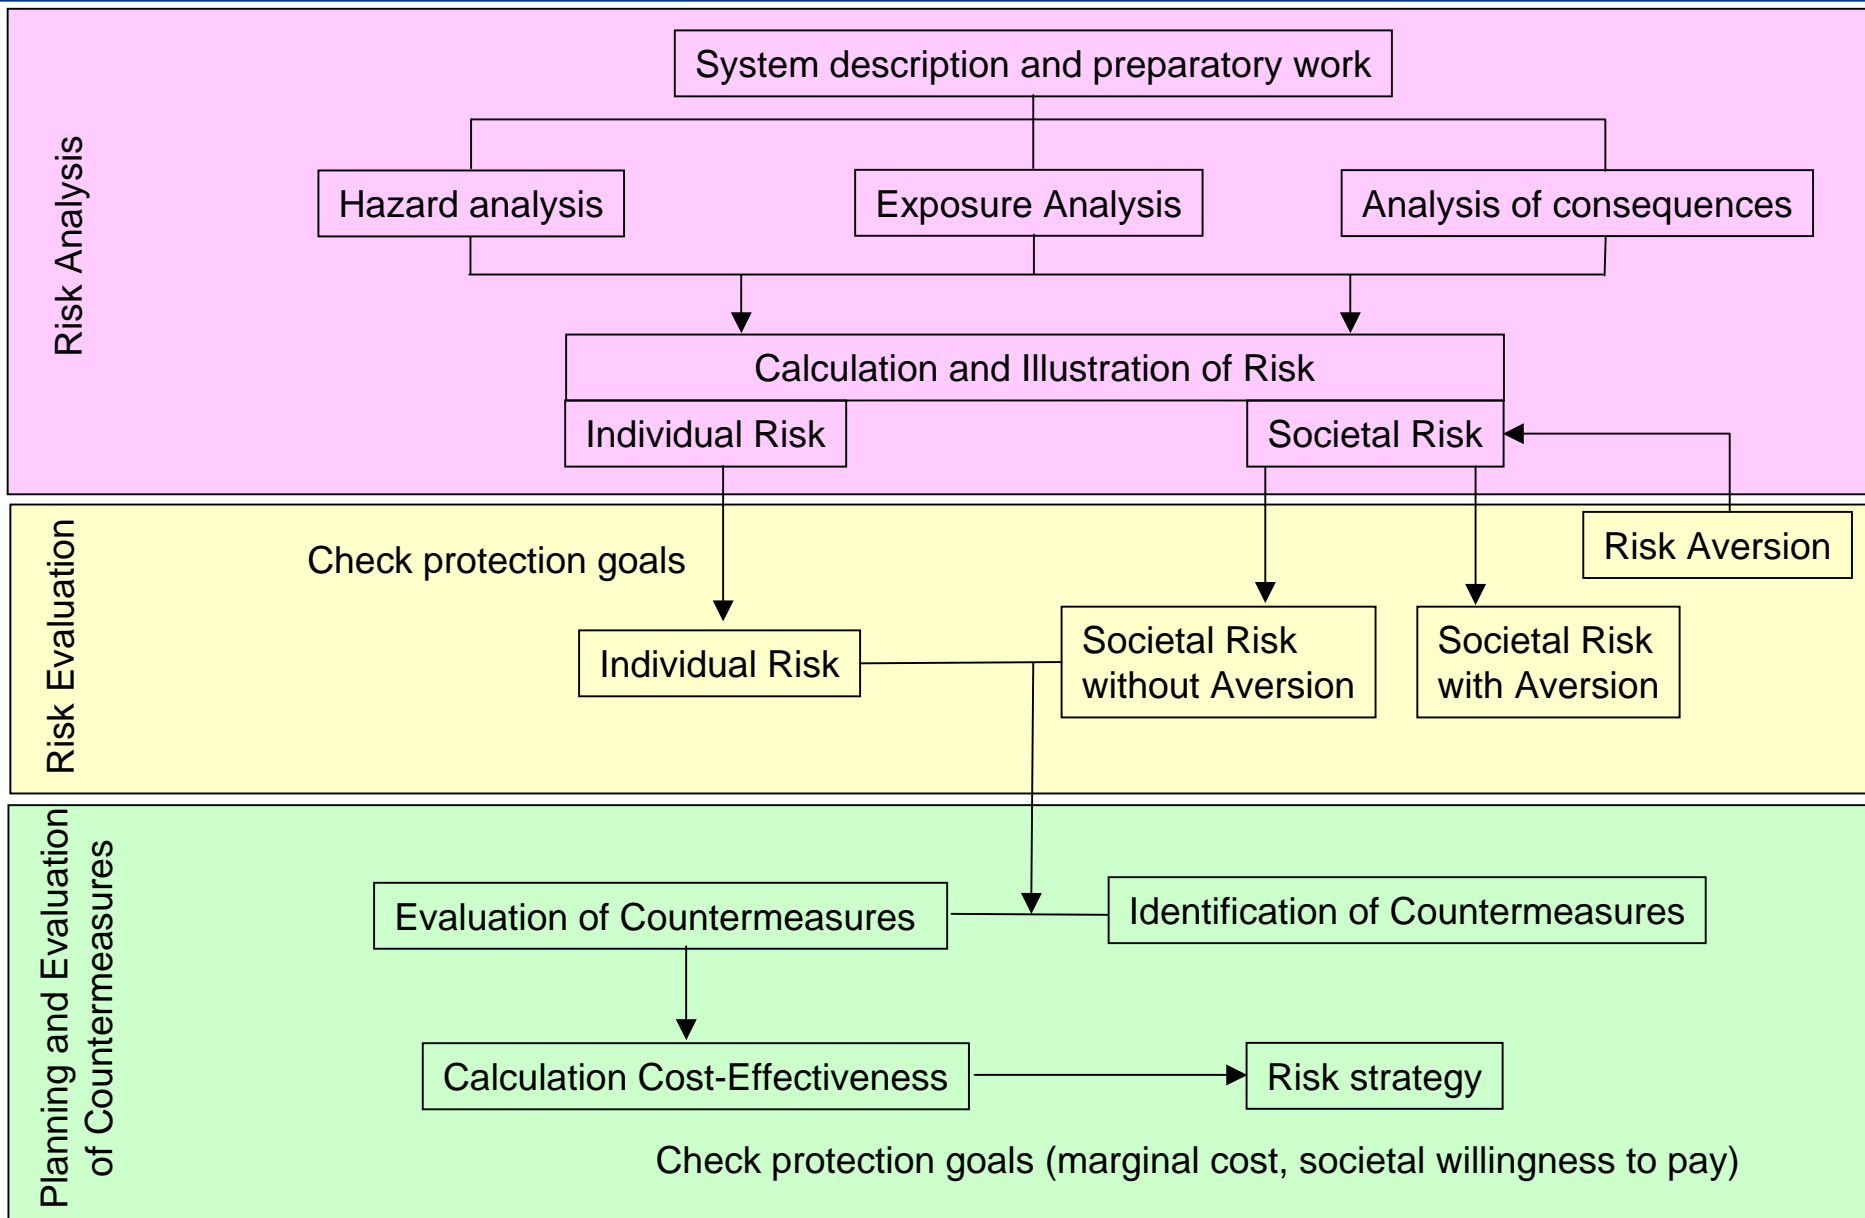 Risk Analysis
System description and preparatory work
Hazard analysis
Exposure Analysis
Analysis of consequences
Calculation and Illustration of Risk
Individual Risk
Societal Risk
Risk Evaluation
Check protection goals
Risk Aversion
Individual Risk
Societal Risk
without Aversion
Societal Risk
with Aversion
Planning and Evaluation
of Countermeasures
Evaluation of Countermeasures
Identification of Countermeasures
Calculation Cost-Effectiveness
Risk strategy
Check protection goals (marginal cost, societal willingness to pay)